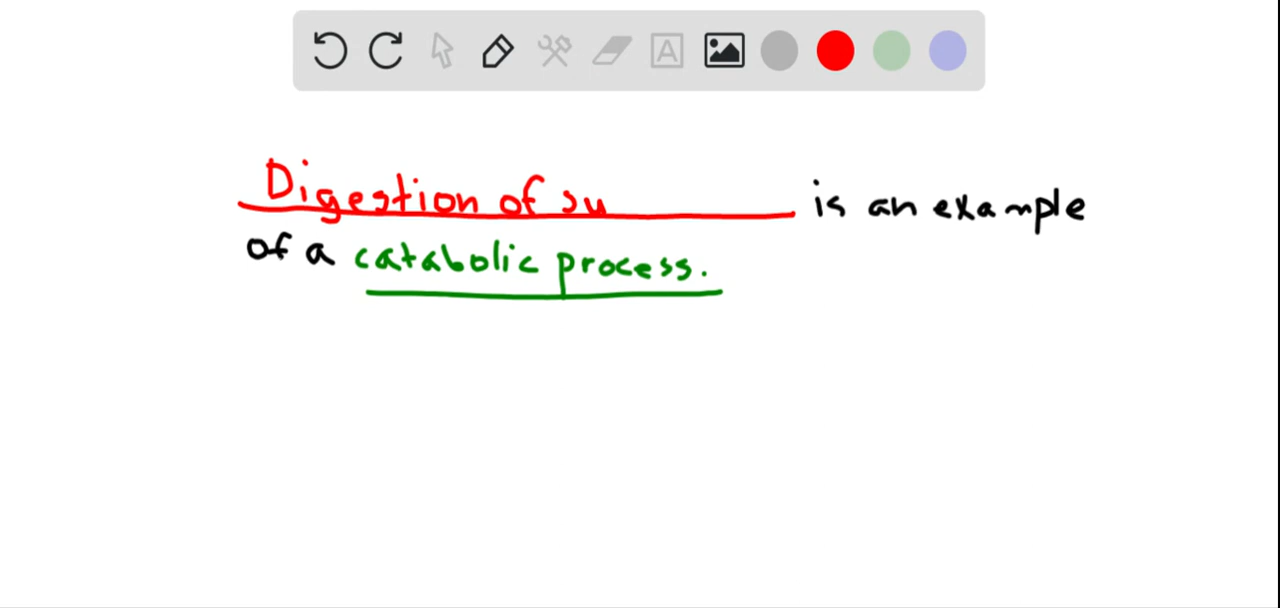 Digestion of su is an example
of a catabolic process.